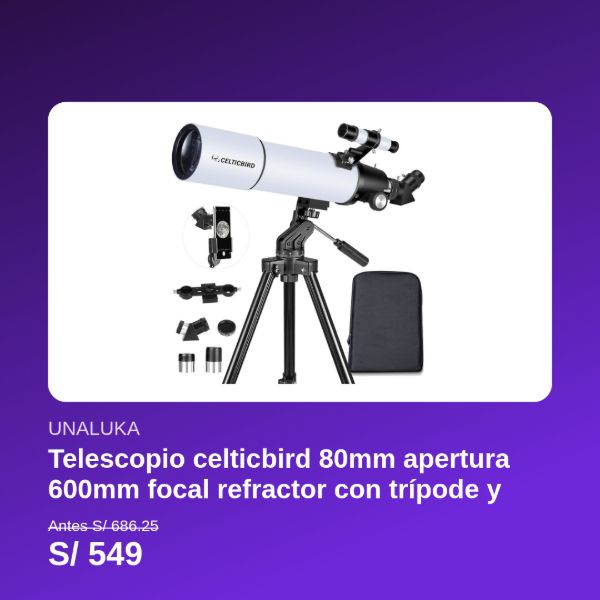 CELTICBIRD
UNALUKA
Telescopio celticbird 80mm apertura
600mm focal refractor con trípode y
Antes S/ 686.25
S/ 549